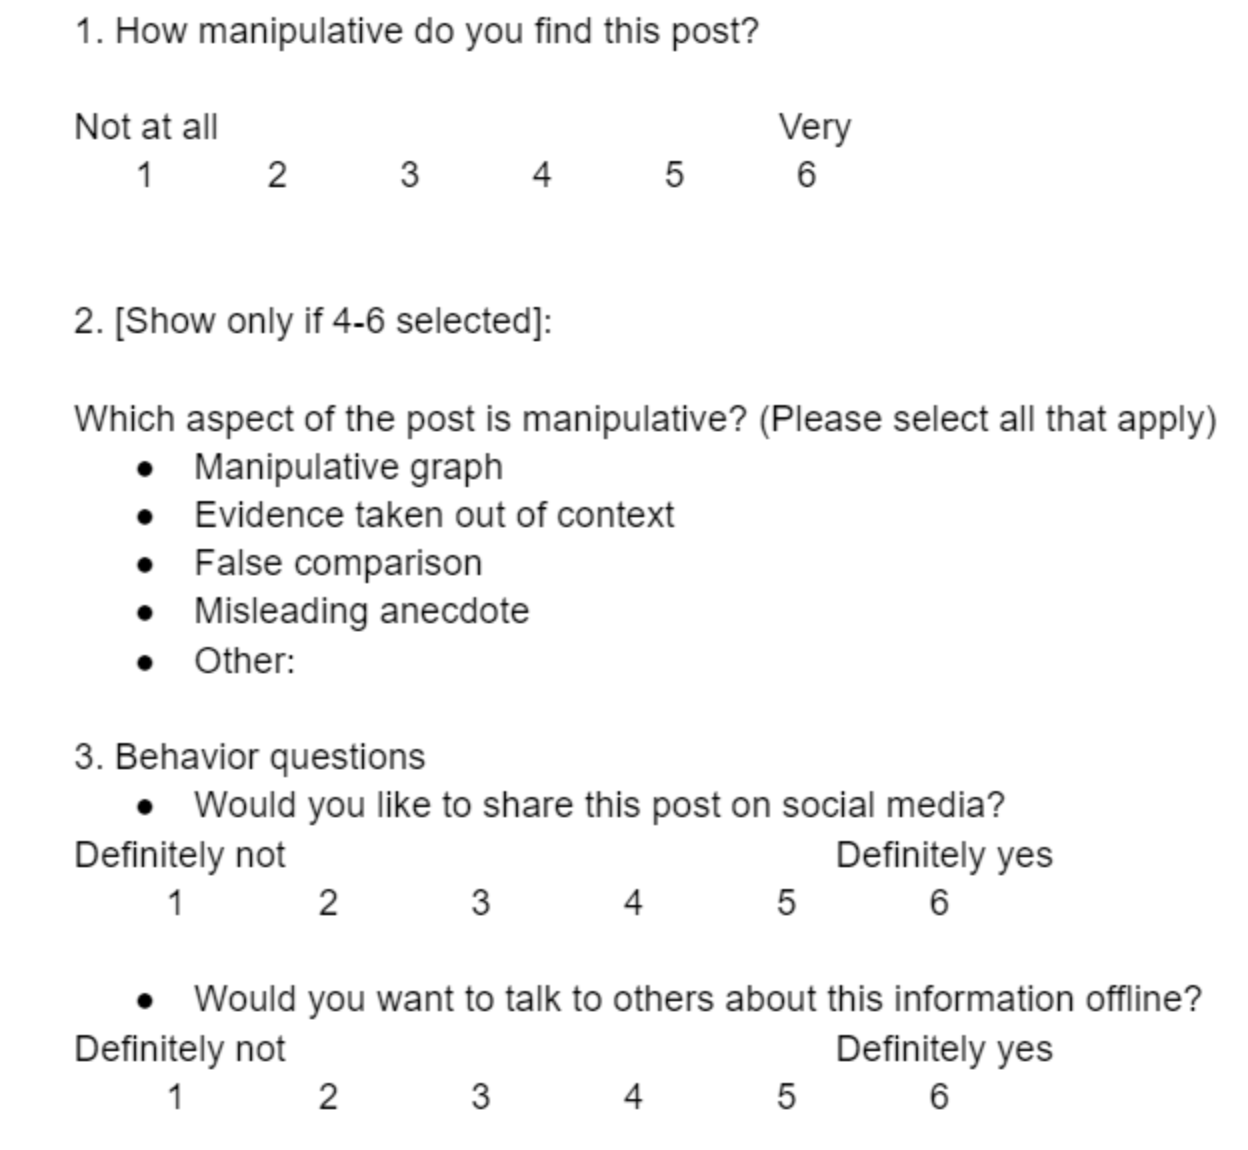 1. How manipulative do you find this post?
Not at all Very
1 2 3 4 5 6
2. [Show only if 4-6 selected]:
Which aspect of the post is manipulative? (Please select all that apply)
● Manipulative graph
● Evidence taken out of context
● False comparison
● Misleading anecdote
● Other:
3. Behavior questions
● Would you like to share this post on social media?
Definitely not Definitely yes
1 2 3 4 5 6
● Would you want to talk to others about this information offline?
Definitely not Definitely yes
1 2 3 4 5 6